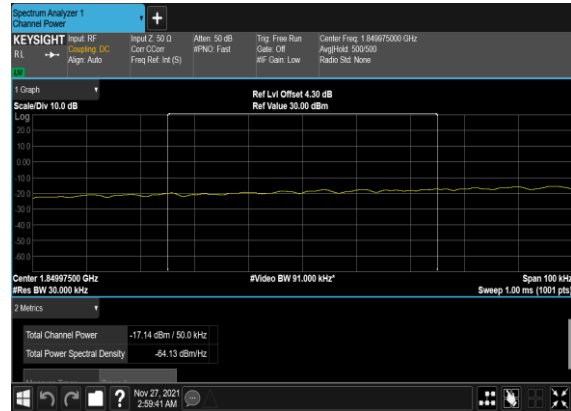 Spectrum Analyzer 1
Channel Power
KEYSIGHT
RL
LW
Input: RF
Coupling: DC
Align: Auto
Input Z: 50 Ω
Corr CCorr
Freq Ref: Int (S)
Atten: 50 dB
#PNO: Fast
Trig: Free Run
Gate: Off
#IF Gain: Low
Center Freq: 1.849975000 GHz
Avg|Hold: 500/500
Radio Std: None
1 Graph
Scale/Div 10.0 dB
Ref Lvl Offset 4.30 dB
Ref Value 30.00 dBm
Log
20.0
10.0
0.00
-10.0
-20.0
-30.0
-40.0
-50.0
-60.0
Center 1.84997500 GHz
#Video BW 91.000 kHz*
Span 100 kHz
#Res BW 30.000 kHz
Sweep 1.00 ms (1001 pts)
2 Metrics
Total Channel Power -17.14 dBm / 50.0 kHz
Total Power Spectral Density -64.13 dBm/Hz
?
Nov 27, 2021
2:59:41 AM